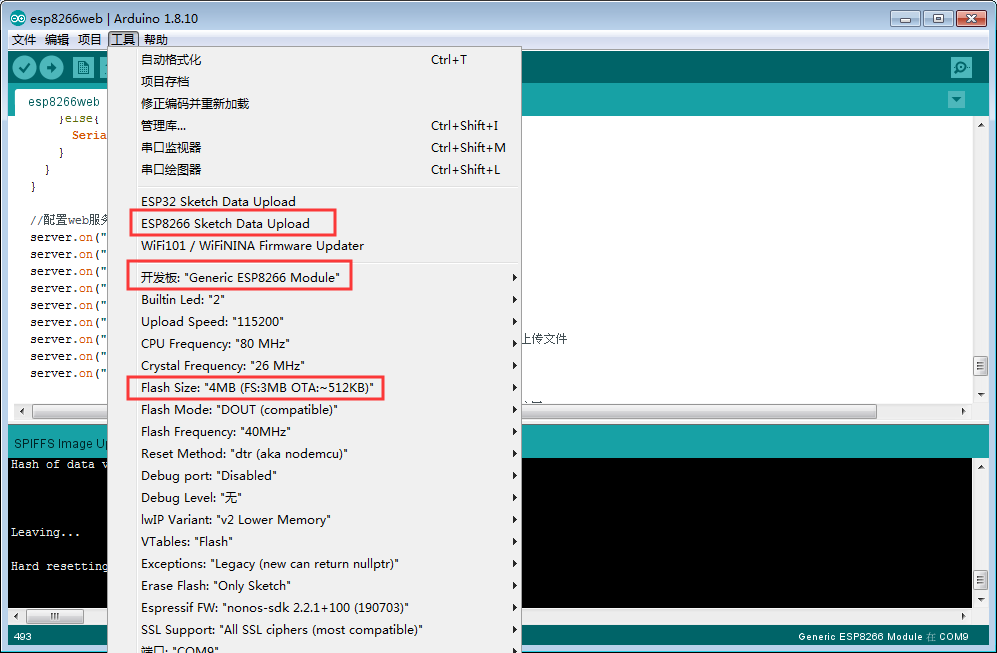 esp8266web | Arduino 1.8.10
文件 编辑 项目 工具 帮助
自动格式化 Ctrl+T
项目存档
修正编码并重新加载
管理库... Ctrl+Shift+I
串口监视器 Ctrl+Shift+M
串口绘图器 Ctrl+Shift+L
ESP32 Sketch Data Upload
ESP8266 Sketch Data Upload
WiFi101 / WiFiNINA Firmware Updater
开发板: "Generic ESP8266 Module"
Builtin Led: "2"
Upload Speed: "115200"
CPU Frequency: "80 MHz"
Crystal Frequency: "26 MHz"
Flash Size: "4MB (FS:3MB OTA:~512KB)"
Flash Mode: "DOUT (compatible)"
Flash Frequency: "40MHz"
Reset Method: "dtr (aka nodemcu)"
Debug port: "Disabled"
Debug Level: "无"
lwIP Variant: "v2 Lower Memory"
VTables: "Flash"
Exceptions: "Legacy (new can return nullptr)"
Erase Flash: "Only Sketch"
Espressif FW: "nonos-sdk 2.2.1+100 (190703)"
SSL Support: "All SSL ciphers (most compatible)"
端口: "COM9"
esp8266web
}else{
Seria
}
}
}
//配置web服务
server.on("
server.on("
server.on("
server.on("
server.on("
server.on("
server.on("
server.on("
server.on("
上传文件
SPIFFS Image Up
Hash of data v
Leaving...
Hard resetting
493
Generic ESP8266 Module 在 COM9